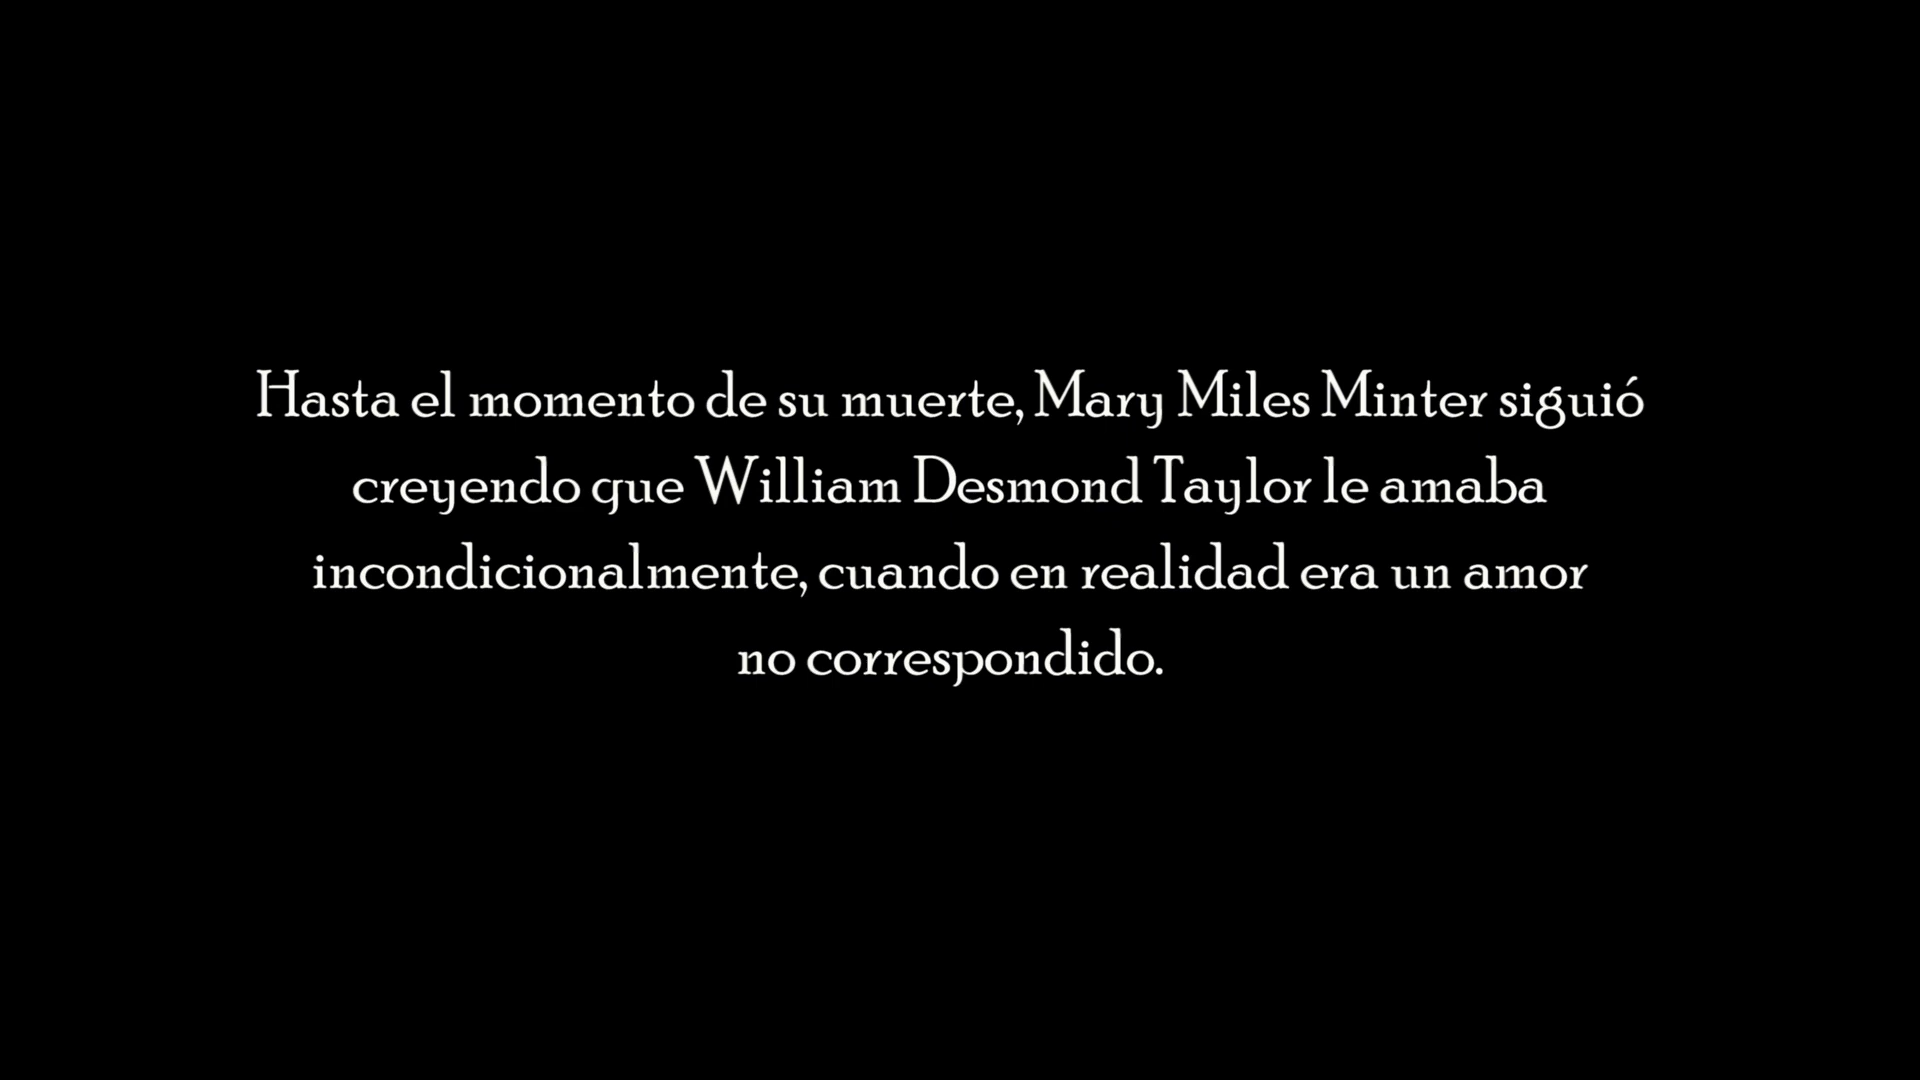 Hasta el momento de su muerte, Mary Miles Minter siguió
creyendo que William Desmond Taylor le amaba
incondicionalmente, cuando en realidad era un amor
no correspondido.